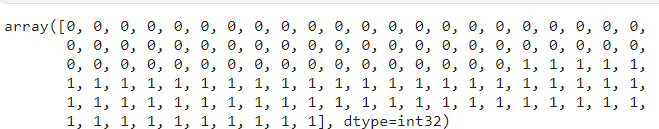 array([0, 0, 0, 0, 0, 0, 0, 0, 0, 0, 0, 0, 0, 0, 0, 0, 0, 0, 0, 0, 0, 0,
0, 0, 0, 0, 0, 0, 0, 0, 0, 0, 0, 0, 0, 0, 0, 0, 0, 0, 0, 0, 0, 0,
0, 0, 0, 0, 0, 0, 0, 0, 0, 0, 0, 0, 0, 0, 0, 0, 0, 1, 1, 1, 1, 1,
1, 1, 1, 1, 1, 1, 1, 1, 1, 1, 1, 1, 1, 1, 1, 1, 1, 1, 1, 1, 1, 1,
1, 1, 1, 1, 1, 1, 1, 1, 1, 1, 1, 1, 1, 1, 1, 1, 1, 1, 1, 1, 1, 1,
1, 1, 1, 1, 1, 1, 1, 1, 1, 1], dtype=int32)